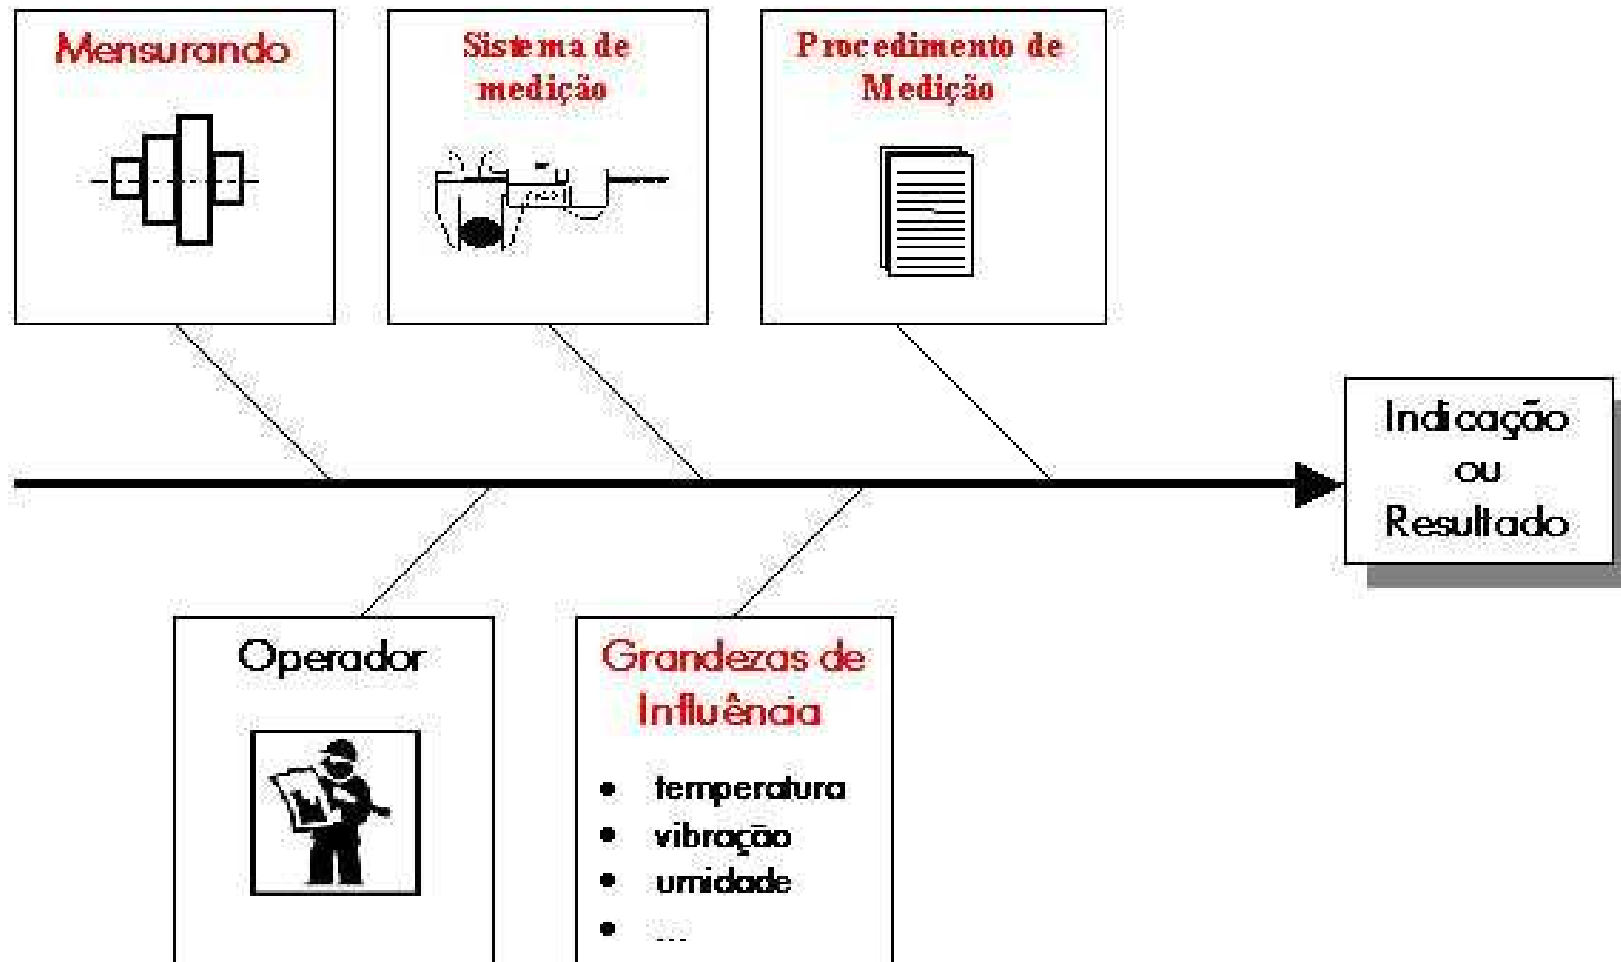 Mensurando
Sistema de
medição
Procedimento de
Medição
Indicação
ou
Resultado
Operador
Grandezas de
Influência
• temperatura
• vibração
• umidade
• ...